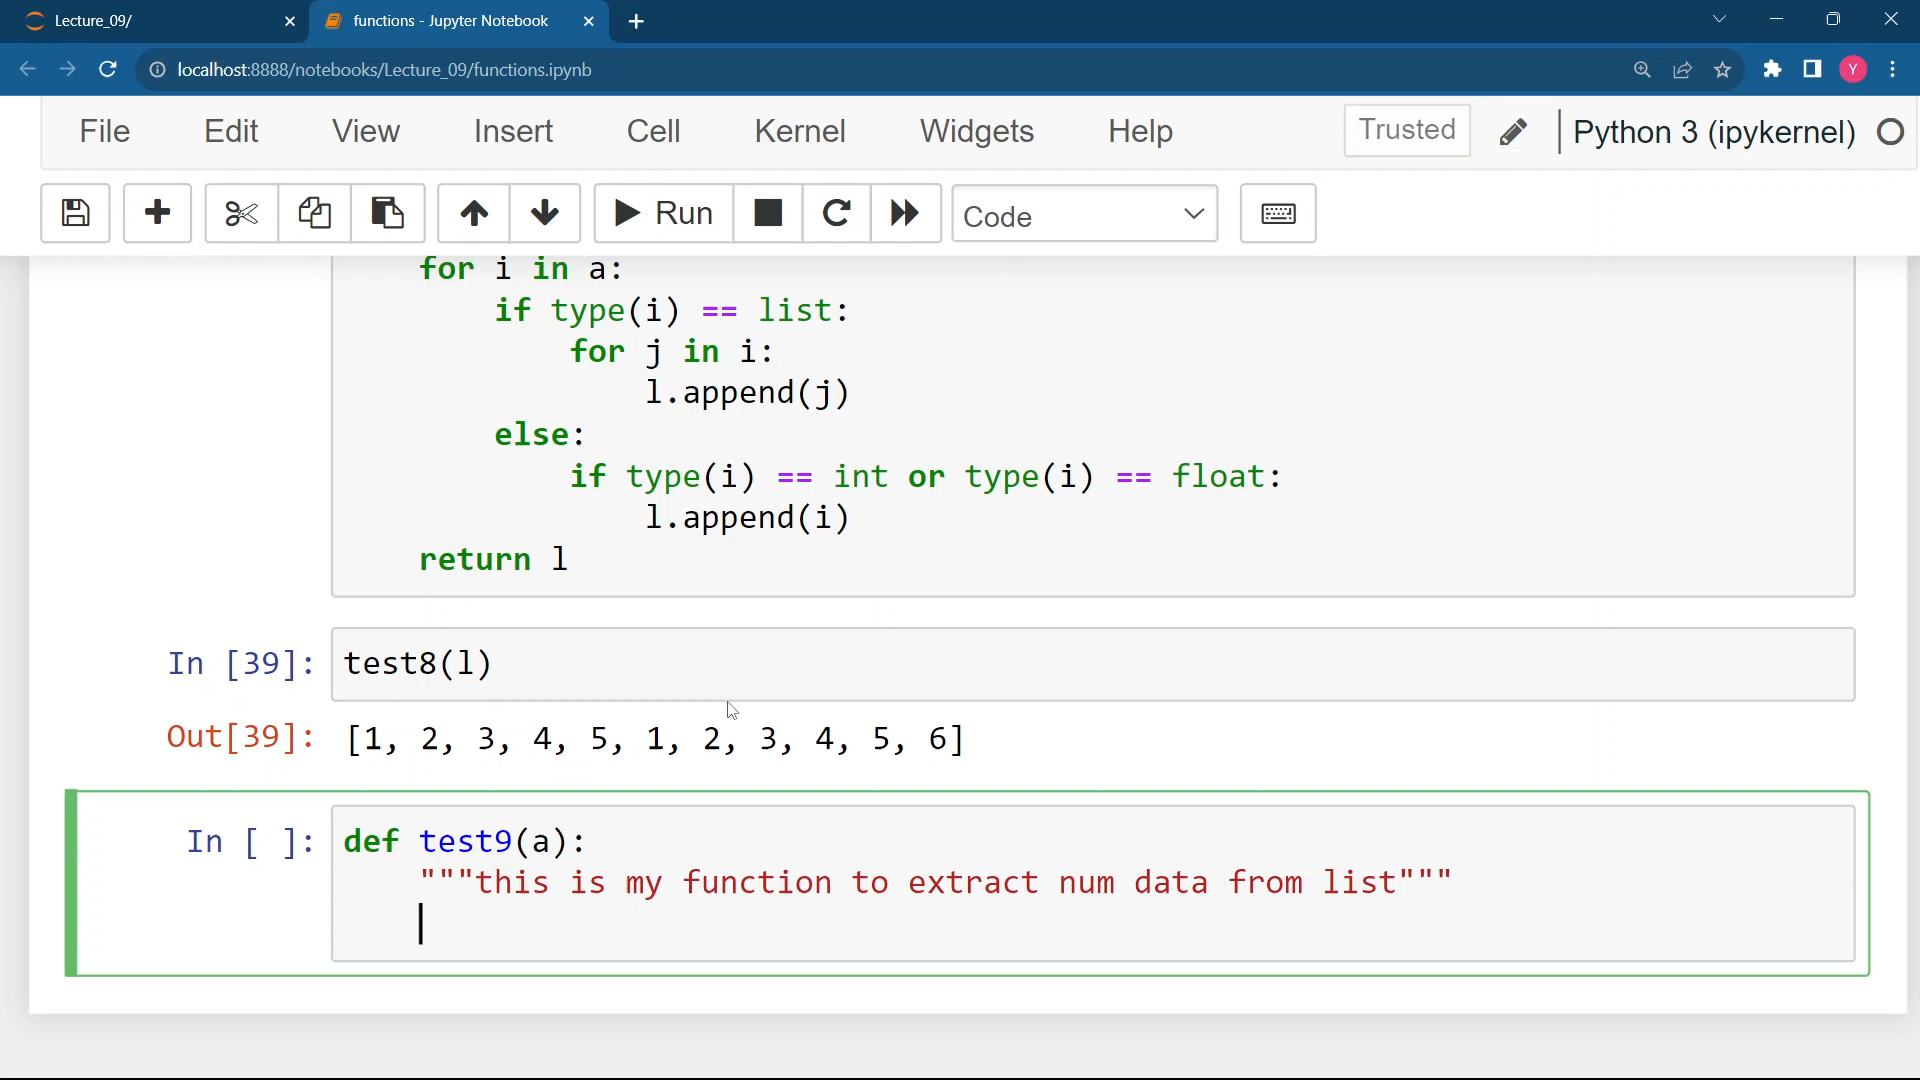 Lecture_09/
functions - Jupyter Notebook
localhost:8888/notebooks/Lecture_09/functions.ipynb
Y
File Edit View Insert Cell Kernel Widgets Help Trusted Python 3 (ipykernel)
Run Code
for i in a:
if type(i) == list:
for j in i:
l.append(j)
else:
if type(i) == int or type(i) == float:
l.append(i)
return l
In [39]: test8(l)
Out[39]: [1, 2, 3, 4, 5, 1, 2, 3, 4, 5, 6]
In [ ]: def test9(a):
"""this is my function to extract num data from list"""